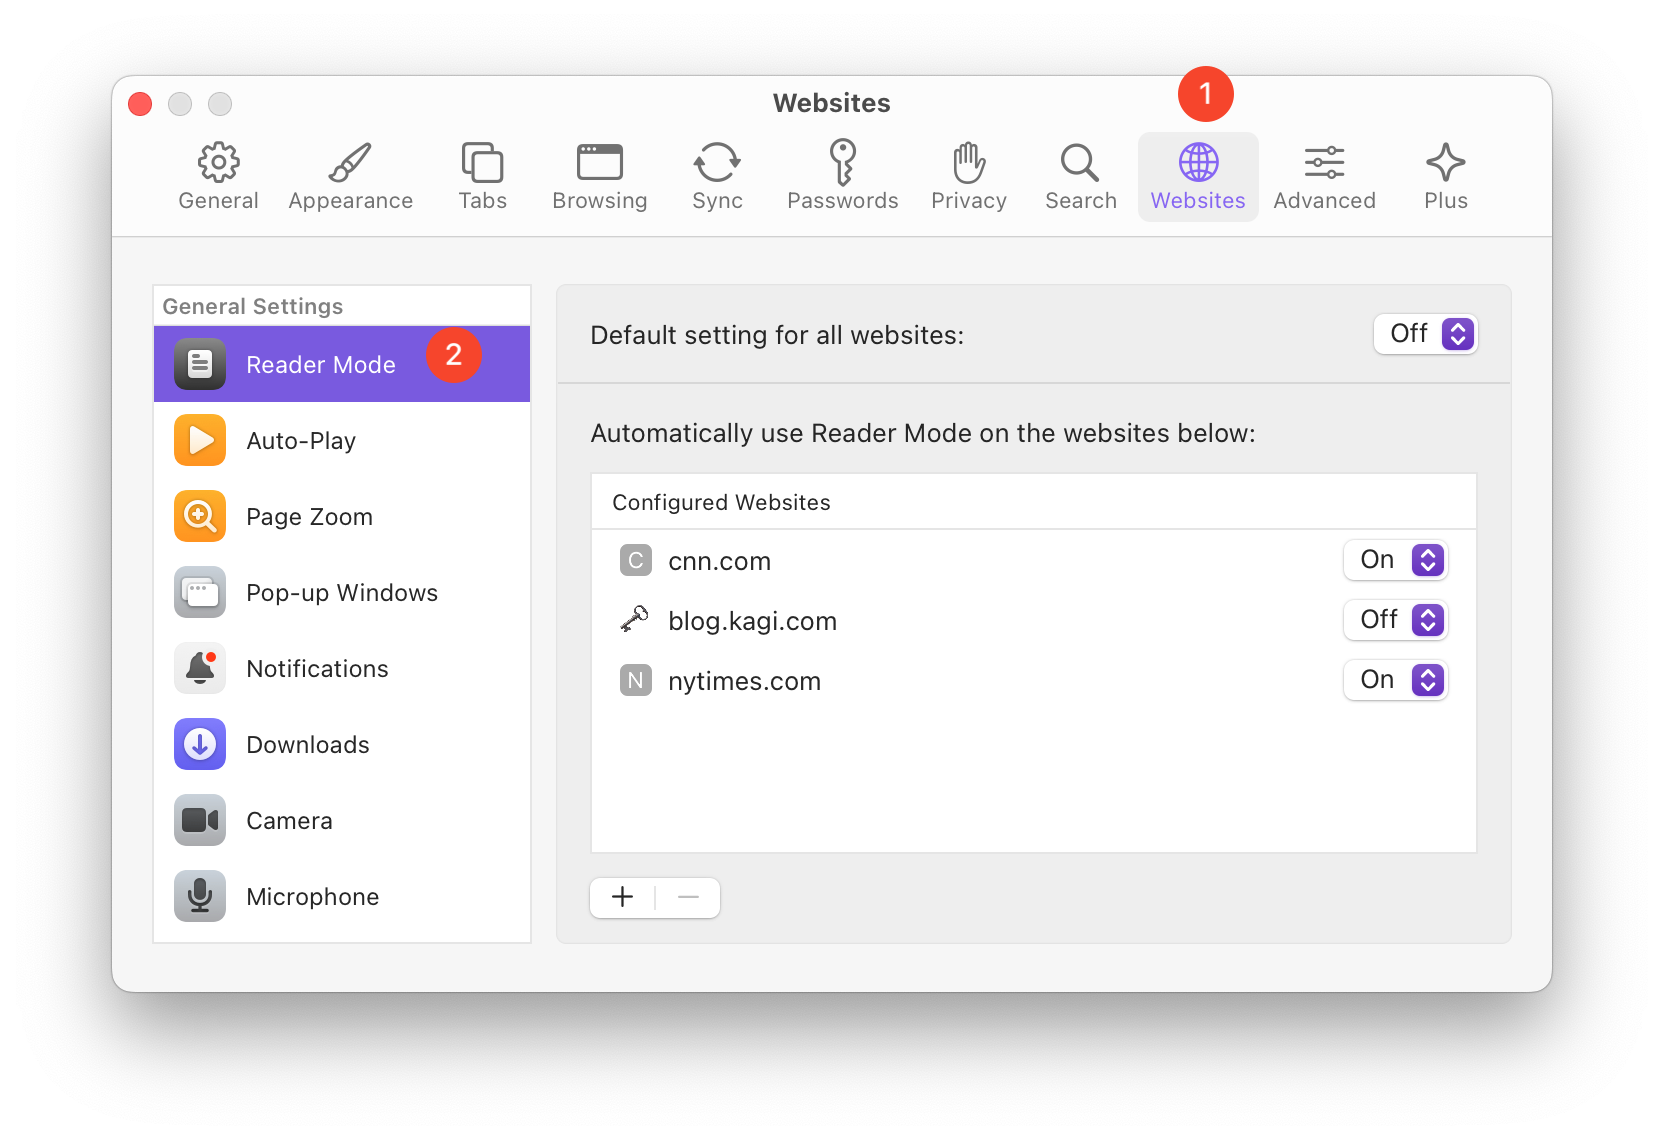 Websites
1
General Appearance Tabs Browsing Sync Passwords Privacy Search Websites Advanced Plus
General Settings
Reader Mode
2
Auto-Play
Page Zoom
Pop-up Windows
Notifications
Downloads
Camera
Microphone
Default setting for all websites: Off
Automatically use Reader Mode on the websites below:
Configured Websites
C cnn.com On
blog.kagi.com Off
N nytimes.com On